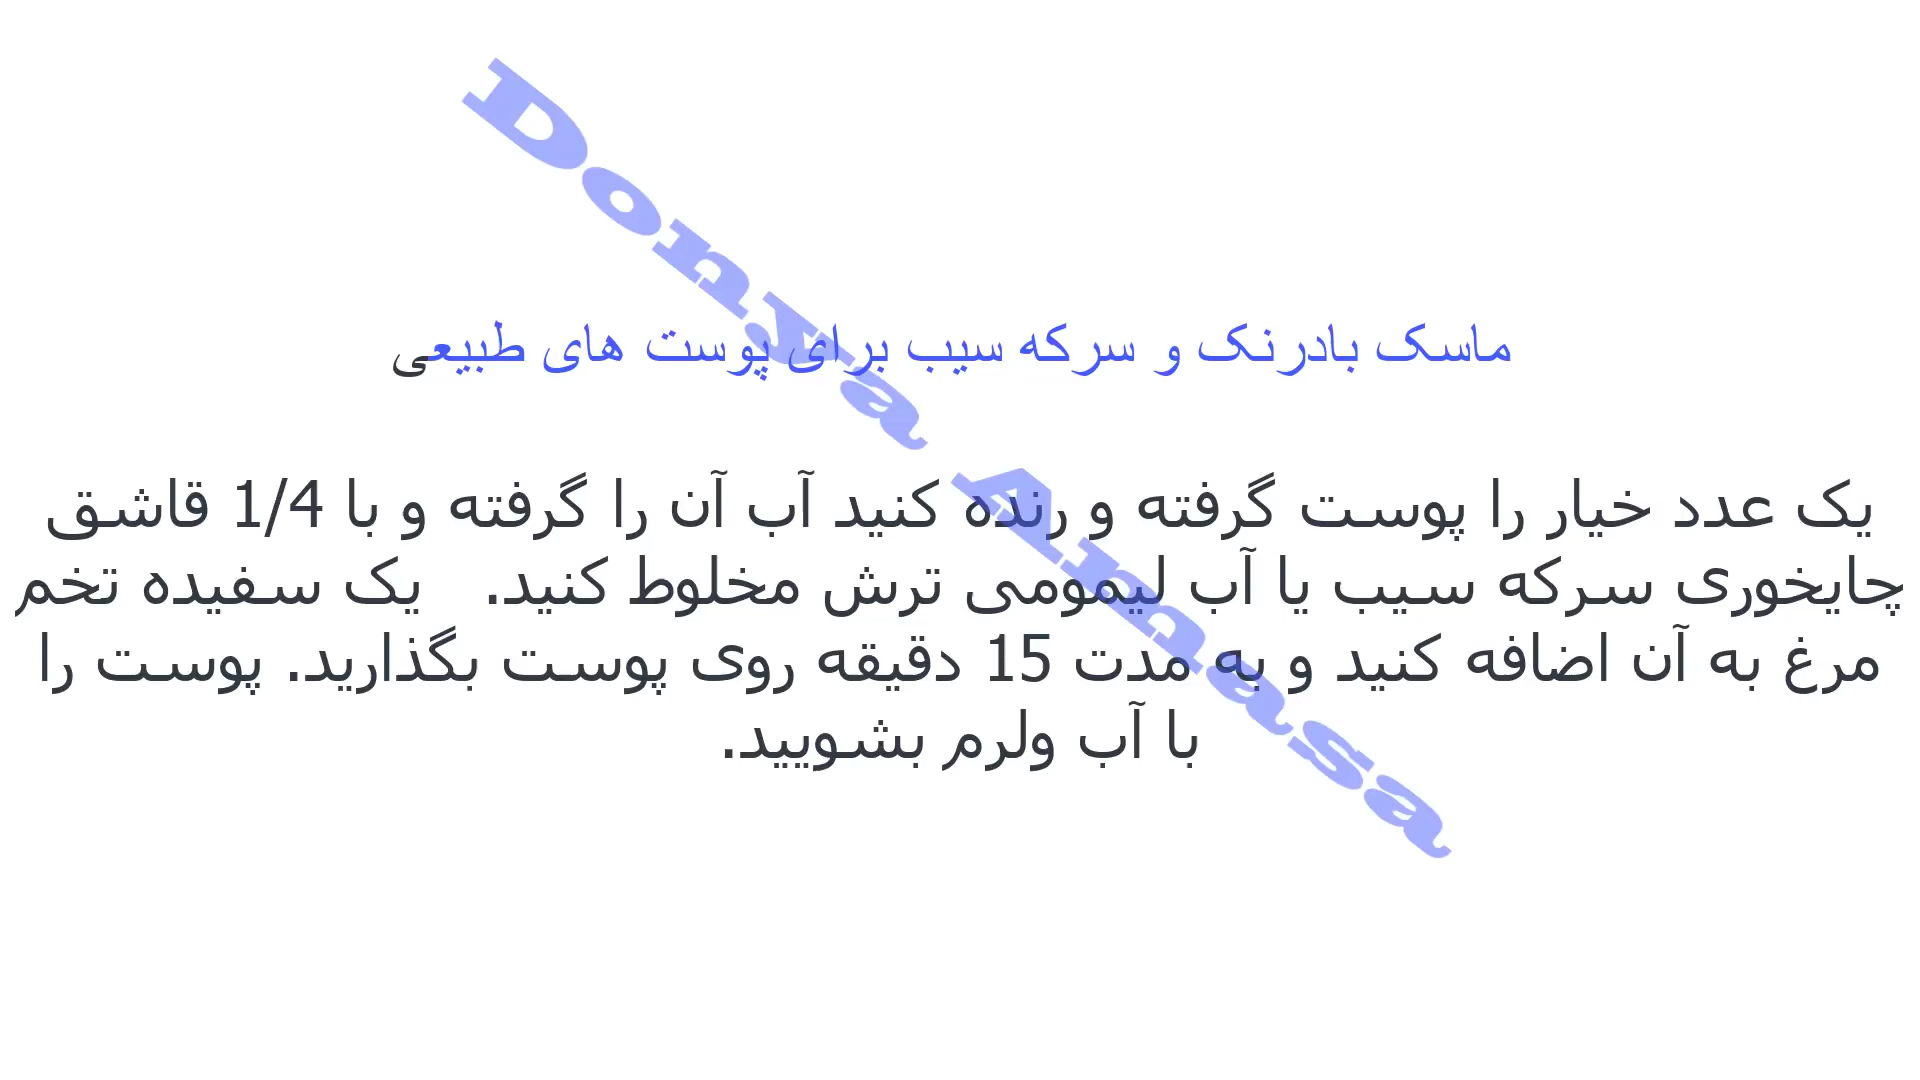 Donya Almasa
ماسک بادرنک و سرکه سیب برای پوست های طبیعی
یک عدد خیار را پوست گرفته و رنده کنید آب آن را گرفته و با 1/4 قاشق
چایخوری سرکه سیب یا آب لیمومی ترش مخلوط کنید. یک سفیده تخم
مرغ به آن اضافه کنید و به مدت 15 دقیقه روی پوست بگذارید. پوست را
با آب ولرم بشویید.